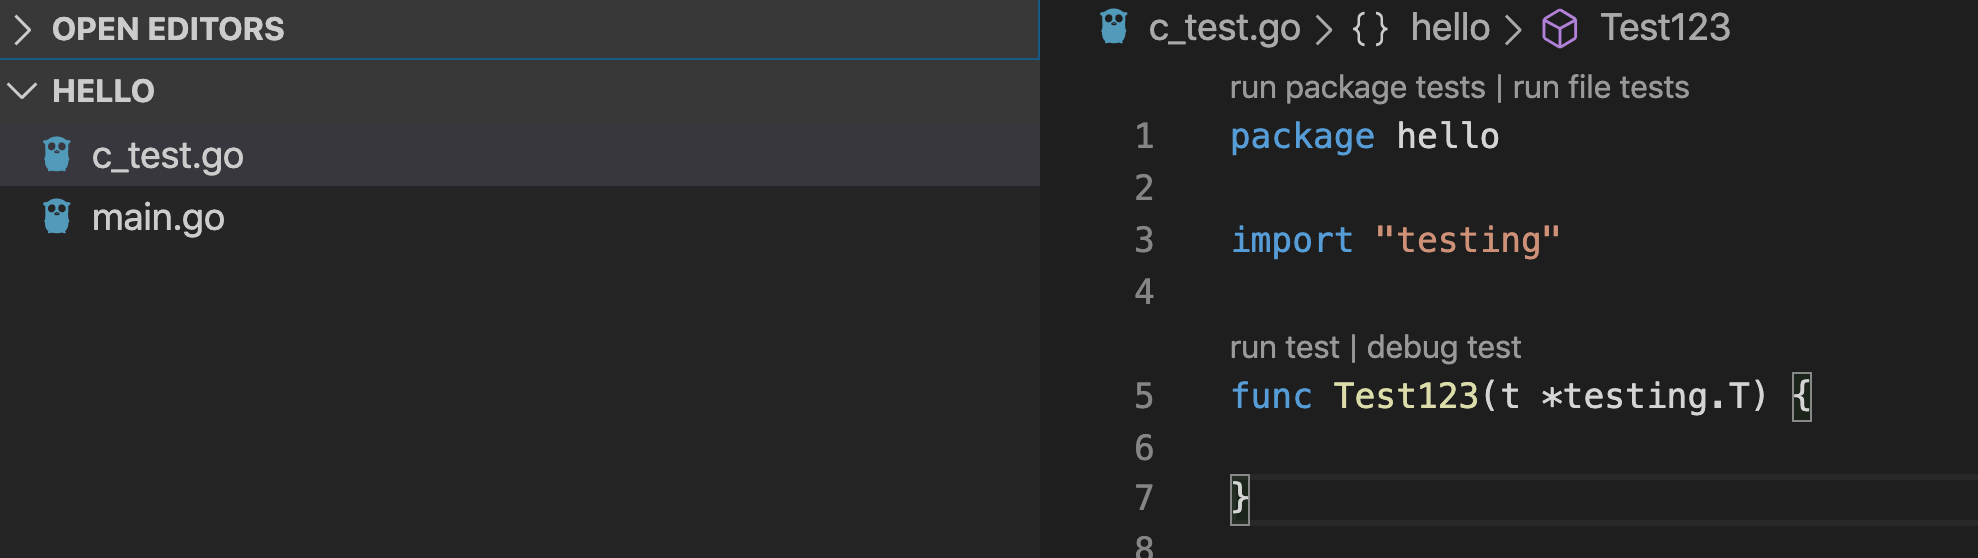 OPEN EDITORS
HELLO
c_test.go
main.go
c_test.go > {} hello > Test123
run package tests | run file tests
1 package hello
2
3 import "testing"
4
run test | debug test
5 func Test123(t *testing.T) {
6
7 }
8